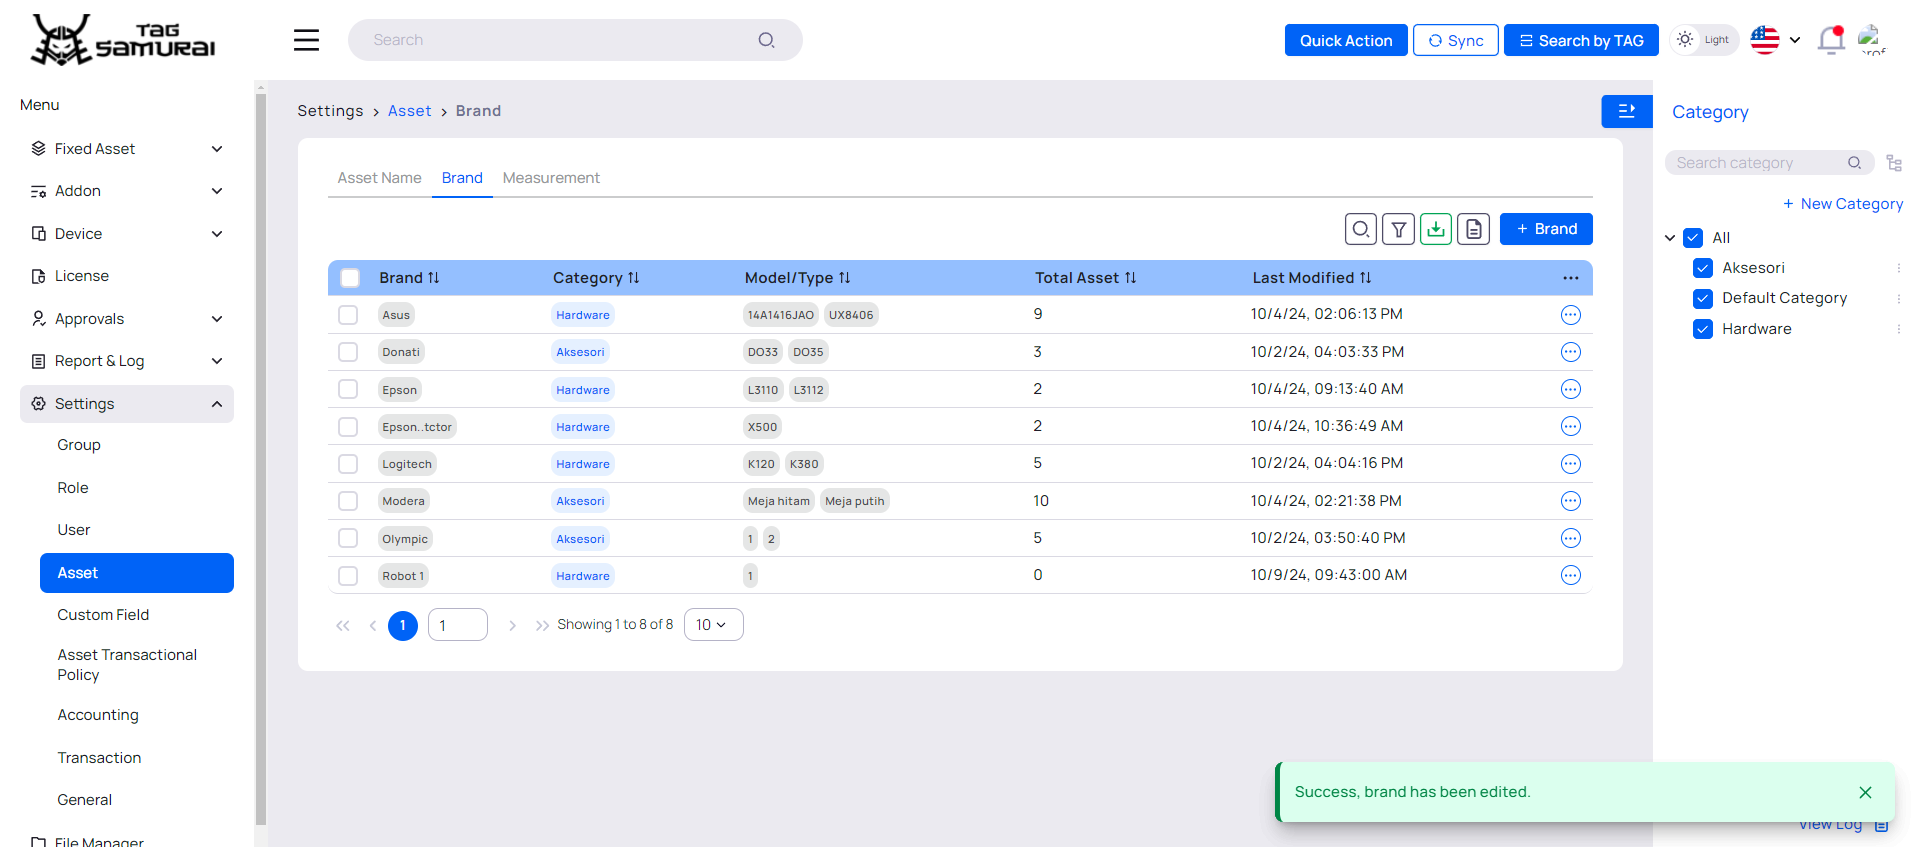 TAG
SAMURAI
Search
Quick Action
Sync
Search by TAG
Light
Menu
Fixed Asset
Addon
Device
License
Approvals
Report & Log
Settings
Group
Role
User
Asset
Custom Field
Asset Transactional
Policy
Accounting
Transaction
General
File Manager
Settings > Asset > Brand
Asset Name Brand Measurement
+ Brand
Brand Category Model/Type Total Asset Last Modified
Asus Hardware 14A1416JAO UX8406 9 10/4/24, 02:06:13 PM
Donati Aksesori DO33 DO35 3 10/2/24, 04:03:33 PM
Epson Hardware L3110 L3112 2 10/4/24, 09:13:40 AM
Epson..tctor Hardware X500 2 10/4/24, 10:36:49 AM
Logitech Hardware K120 K380 5 10/2/24, 04:04:16 PM
Modera Aksesori Meja hitam Meja putih 10 10/4/24, 02:21:38 PM
Olympic Aksesori 1 2 5 10/2/24, 03:50:40 PM
Robot 1 Hardware 1 0 10/9/24, 09:43:00 AM
1 1 Showing 1 to 8 of 8 10
Category
Search category
+ New Category
All
Aksesori
Default Category
Hardware
Success, brand has been edited.
View Log